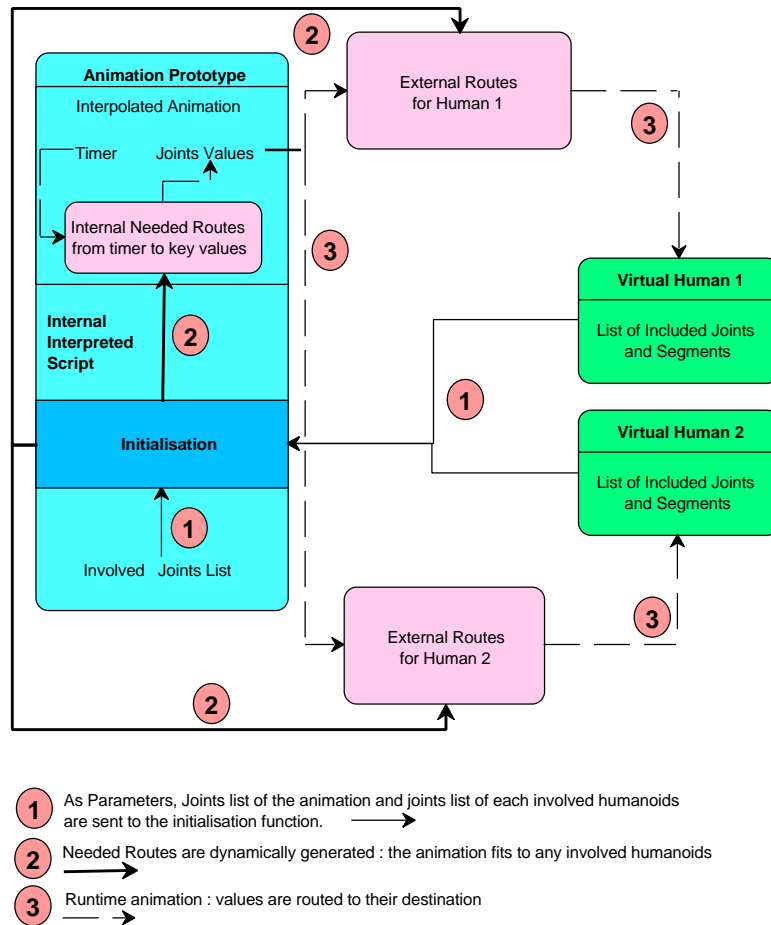 2
Animation Prototype
Interpolated Animation
Timer Joints Values
Internal Needed Routes
from timer to key values
Internal
Interpreted
Script
2
Initialisation
1
Involved Joints List
External Routes
for Human 1
3
3
Virtual Human 1
List of Included Joints
and Segments
1
Virtual Human 2
List of Included Joints
and Segments
External Routes
for Human 2
3
2
1 As Parameters, Joints list of the animation and joints list of each involved humanoids
are sent to the initialisation function.
2 Needed Routes are dynamically generated : the animation fits to any involved humanoids
3 Runtime animation : values are routed to their destination